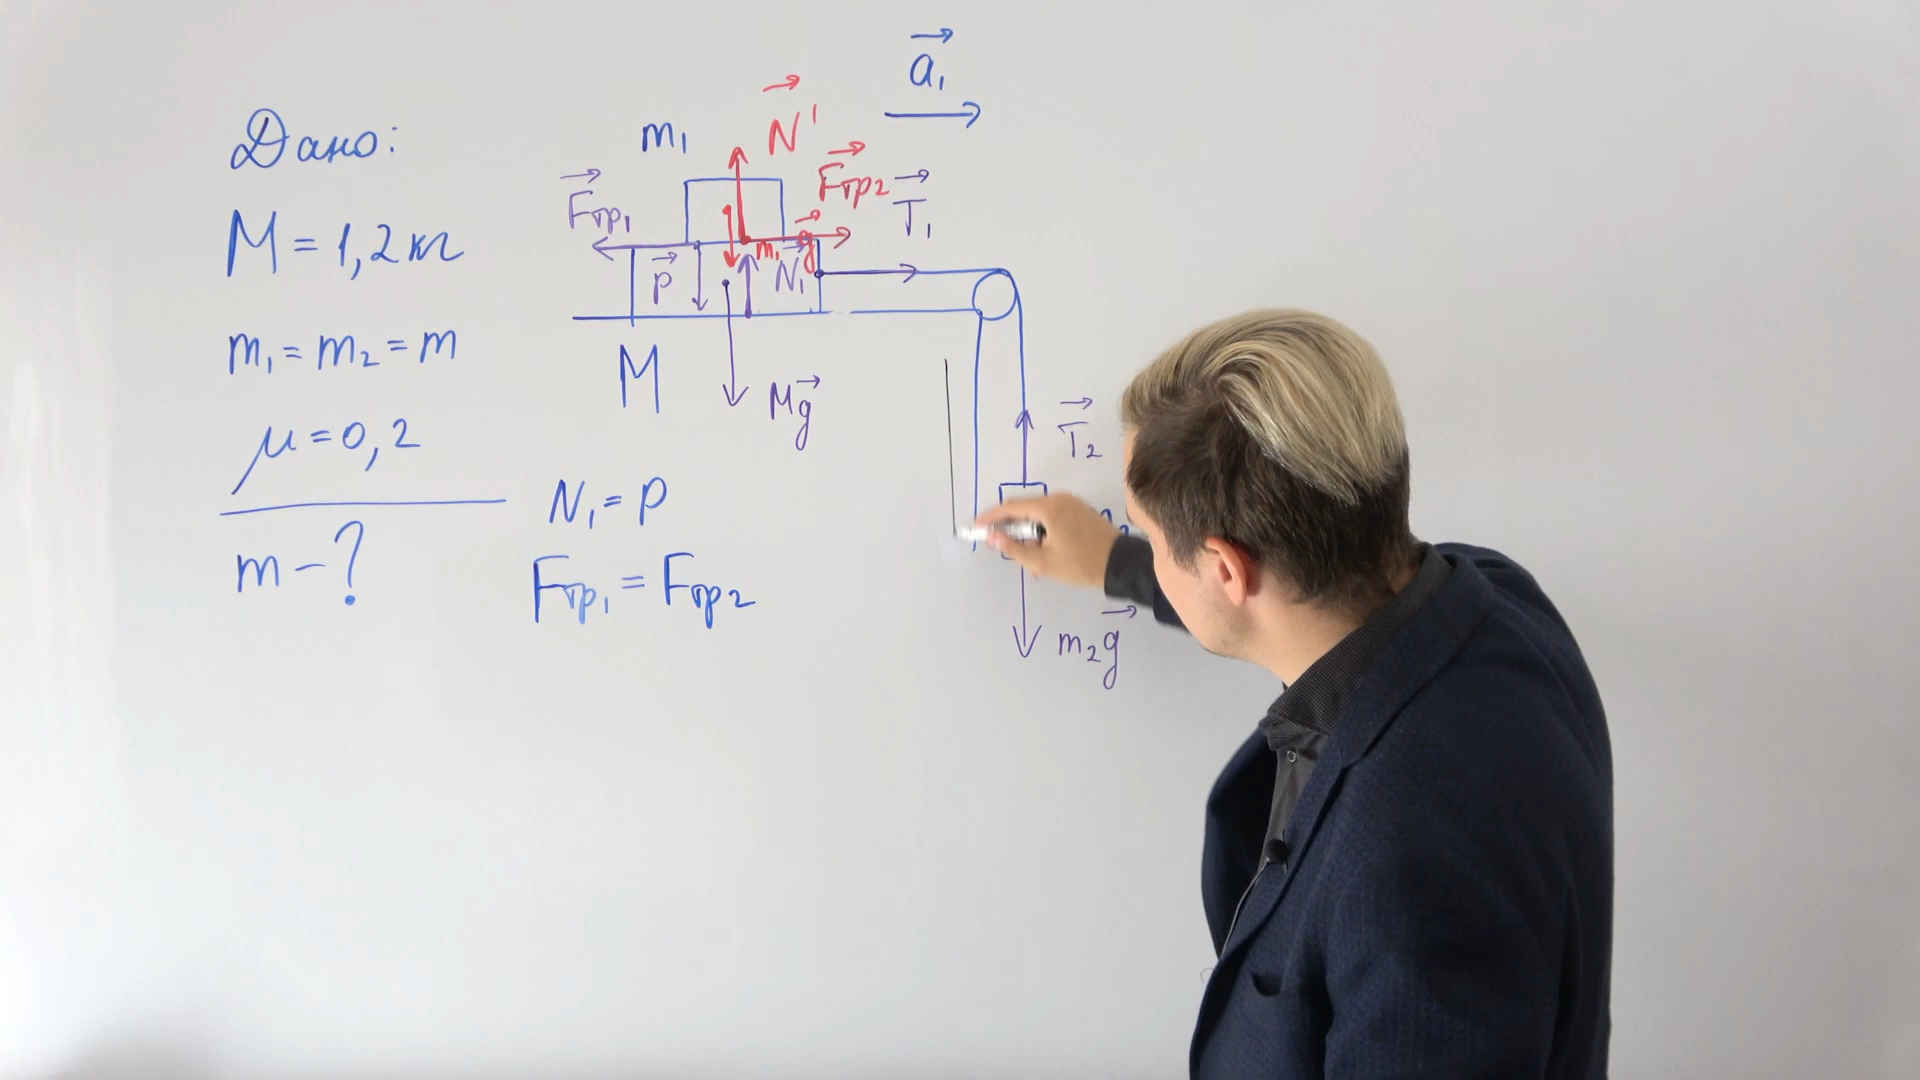 Дано:
M = 1,2 кг
m₁ = m₂ = m
μ = 0,2
m – ?
N₁ = P
Fтр₁ = Fтр₂
a₁
m₁
N'
Fтр₂
Fтр₁
T₁
P
m₁g
N₁
M
Mg
T₂
m₂g